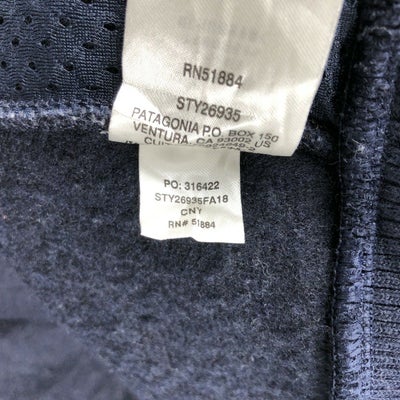 RN51884
STY26935
PATAGONIA P.O. BOX 150
VENTURA, CA 93002, US
PO: 316422
STY26935FA18
CNY
RN# 51884